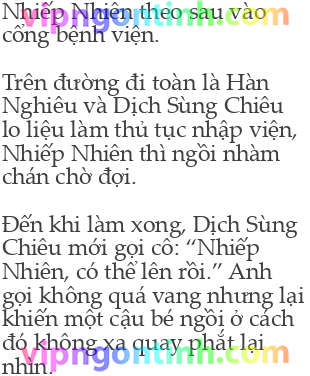 Nhiếp Nhiên theo sau vào
vipngontinh.com
cổng bệnh viện.
Trên đường đi toàn là Hàn
Nghiêu và Dịch Sùng Chiêu
lo liệu làm thủ tục nhập viện,
Nhiếp Nhiên thì ngồi nhàm
chán chờ đợi.
Đến khi làm xong, Dịch Sùng
Chiêu mới gọi cô: “Nhiếp
Nhiên, có thể lên rồi.” Anh
gọi không quá vang nhưng lại
khiến một cậu bé ngồi ở cách
đó không xa quay phắt lại
vipngontinh.com
nhìn.